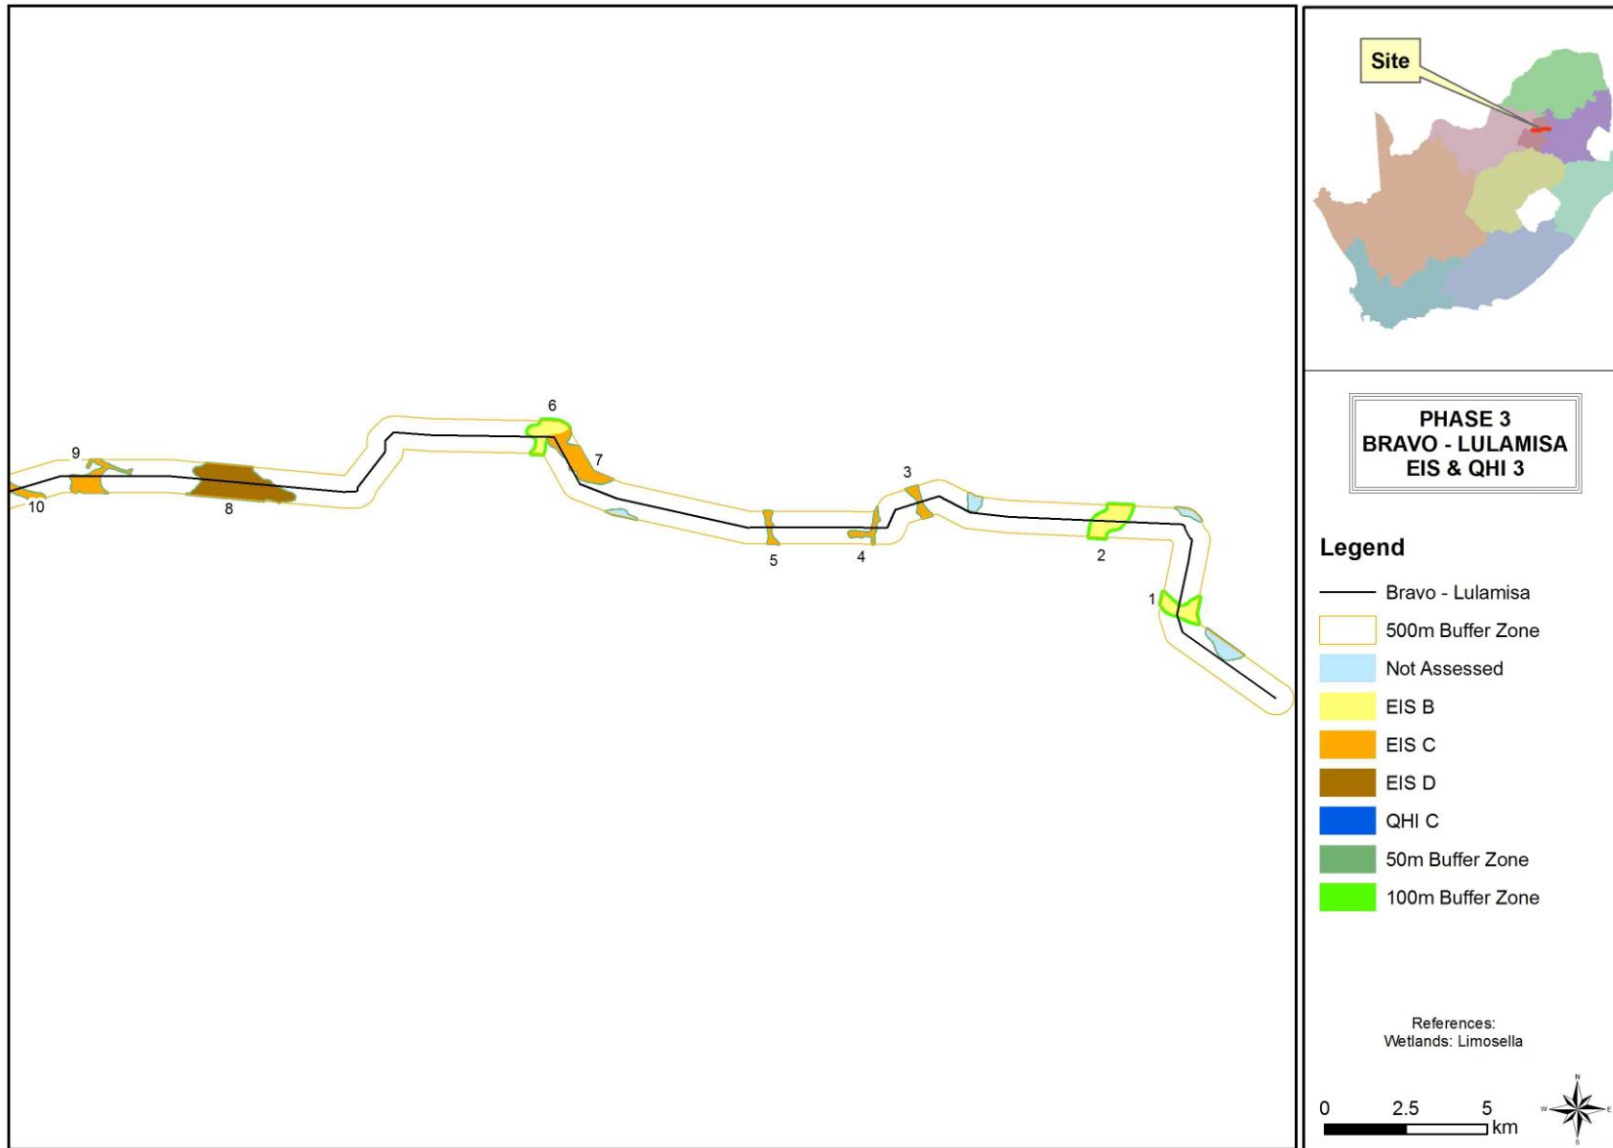 6
9
7
3
10
8
5
4
2
1
Site
PHASE 3
BRAVO - LULAMISA
EIS & QHI 3
Legend
Bravo - Lulamisa
500m Buffer Zone
Not Assessed
EIS B
EIS C
EIS D
QHI C
50m Buffer Zone
100m Buffer Zone
References:
Wetlands: Limosella
N
W E
S
0 2.5 5
km